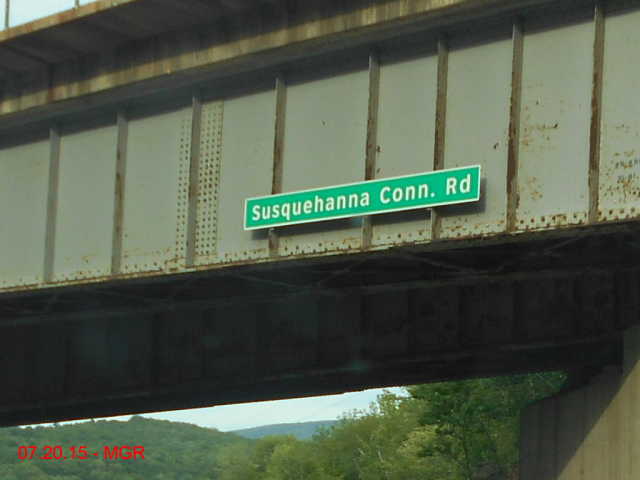 Susquehanna Conn. Rd
07.20.15 - MGR